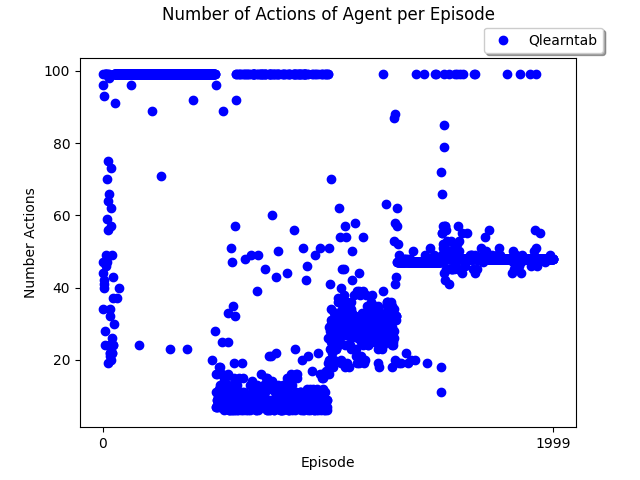 Number of Actions of Agent per Episode
Qlearntab
100
80
60
40
20
Number Actions
0
1999
Episode